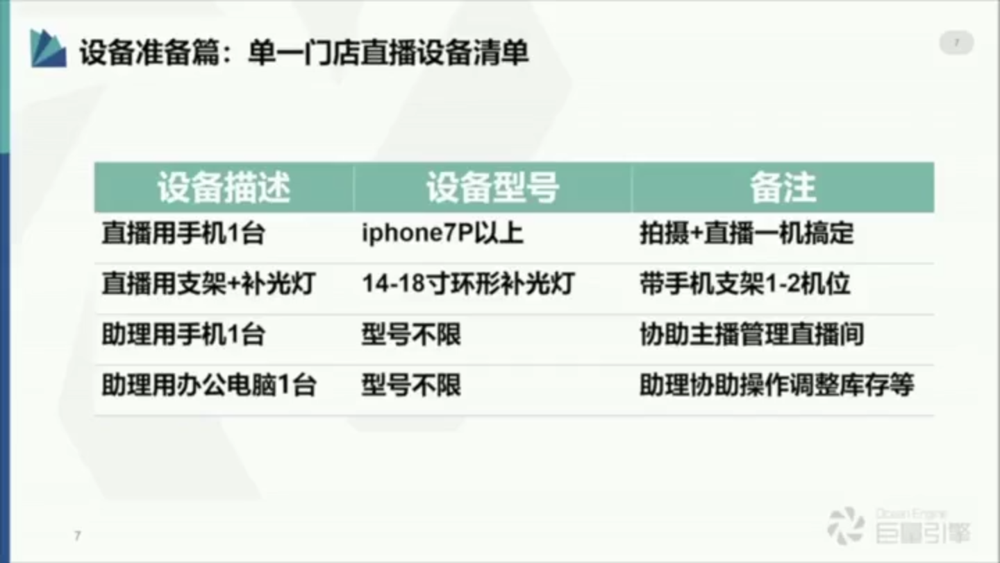 设备准备篇：单一门店直播设备清单
7
设备描述 设备型号 备注
直播用手机1台 iphone7P以上 拍摄+直播一机搞定
直播用支架+补光灯 14-18寸环形补光灯 带手机支架1-2机位
助理用手机1台 型号不限 协助主播管理直播间
助理用办公电脑1台 型号不限 助理协助操作调整库存等
7
Ocean Engine
巨量引擎